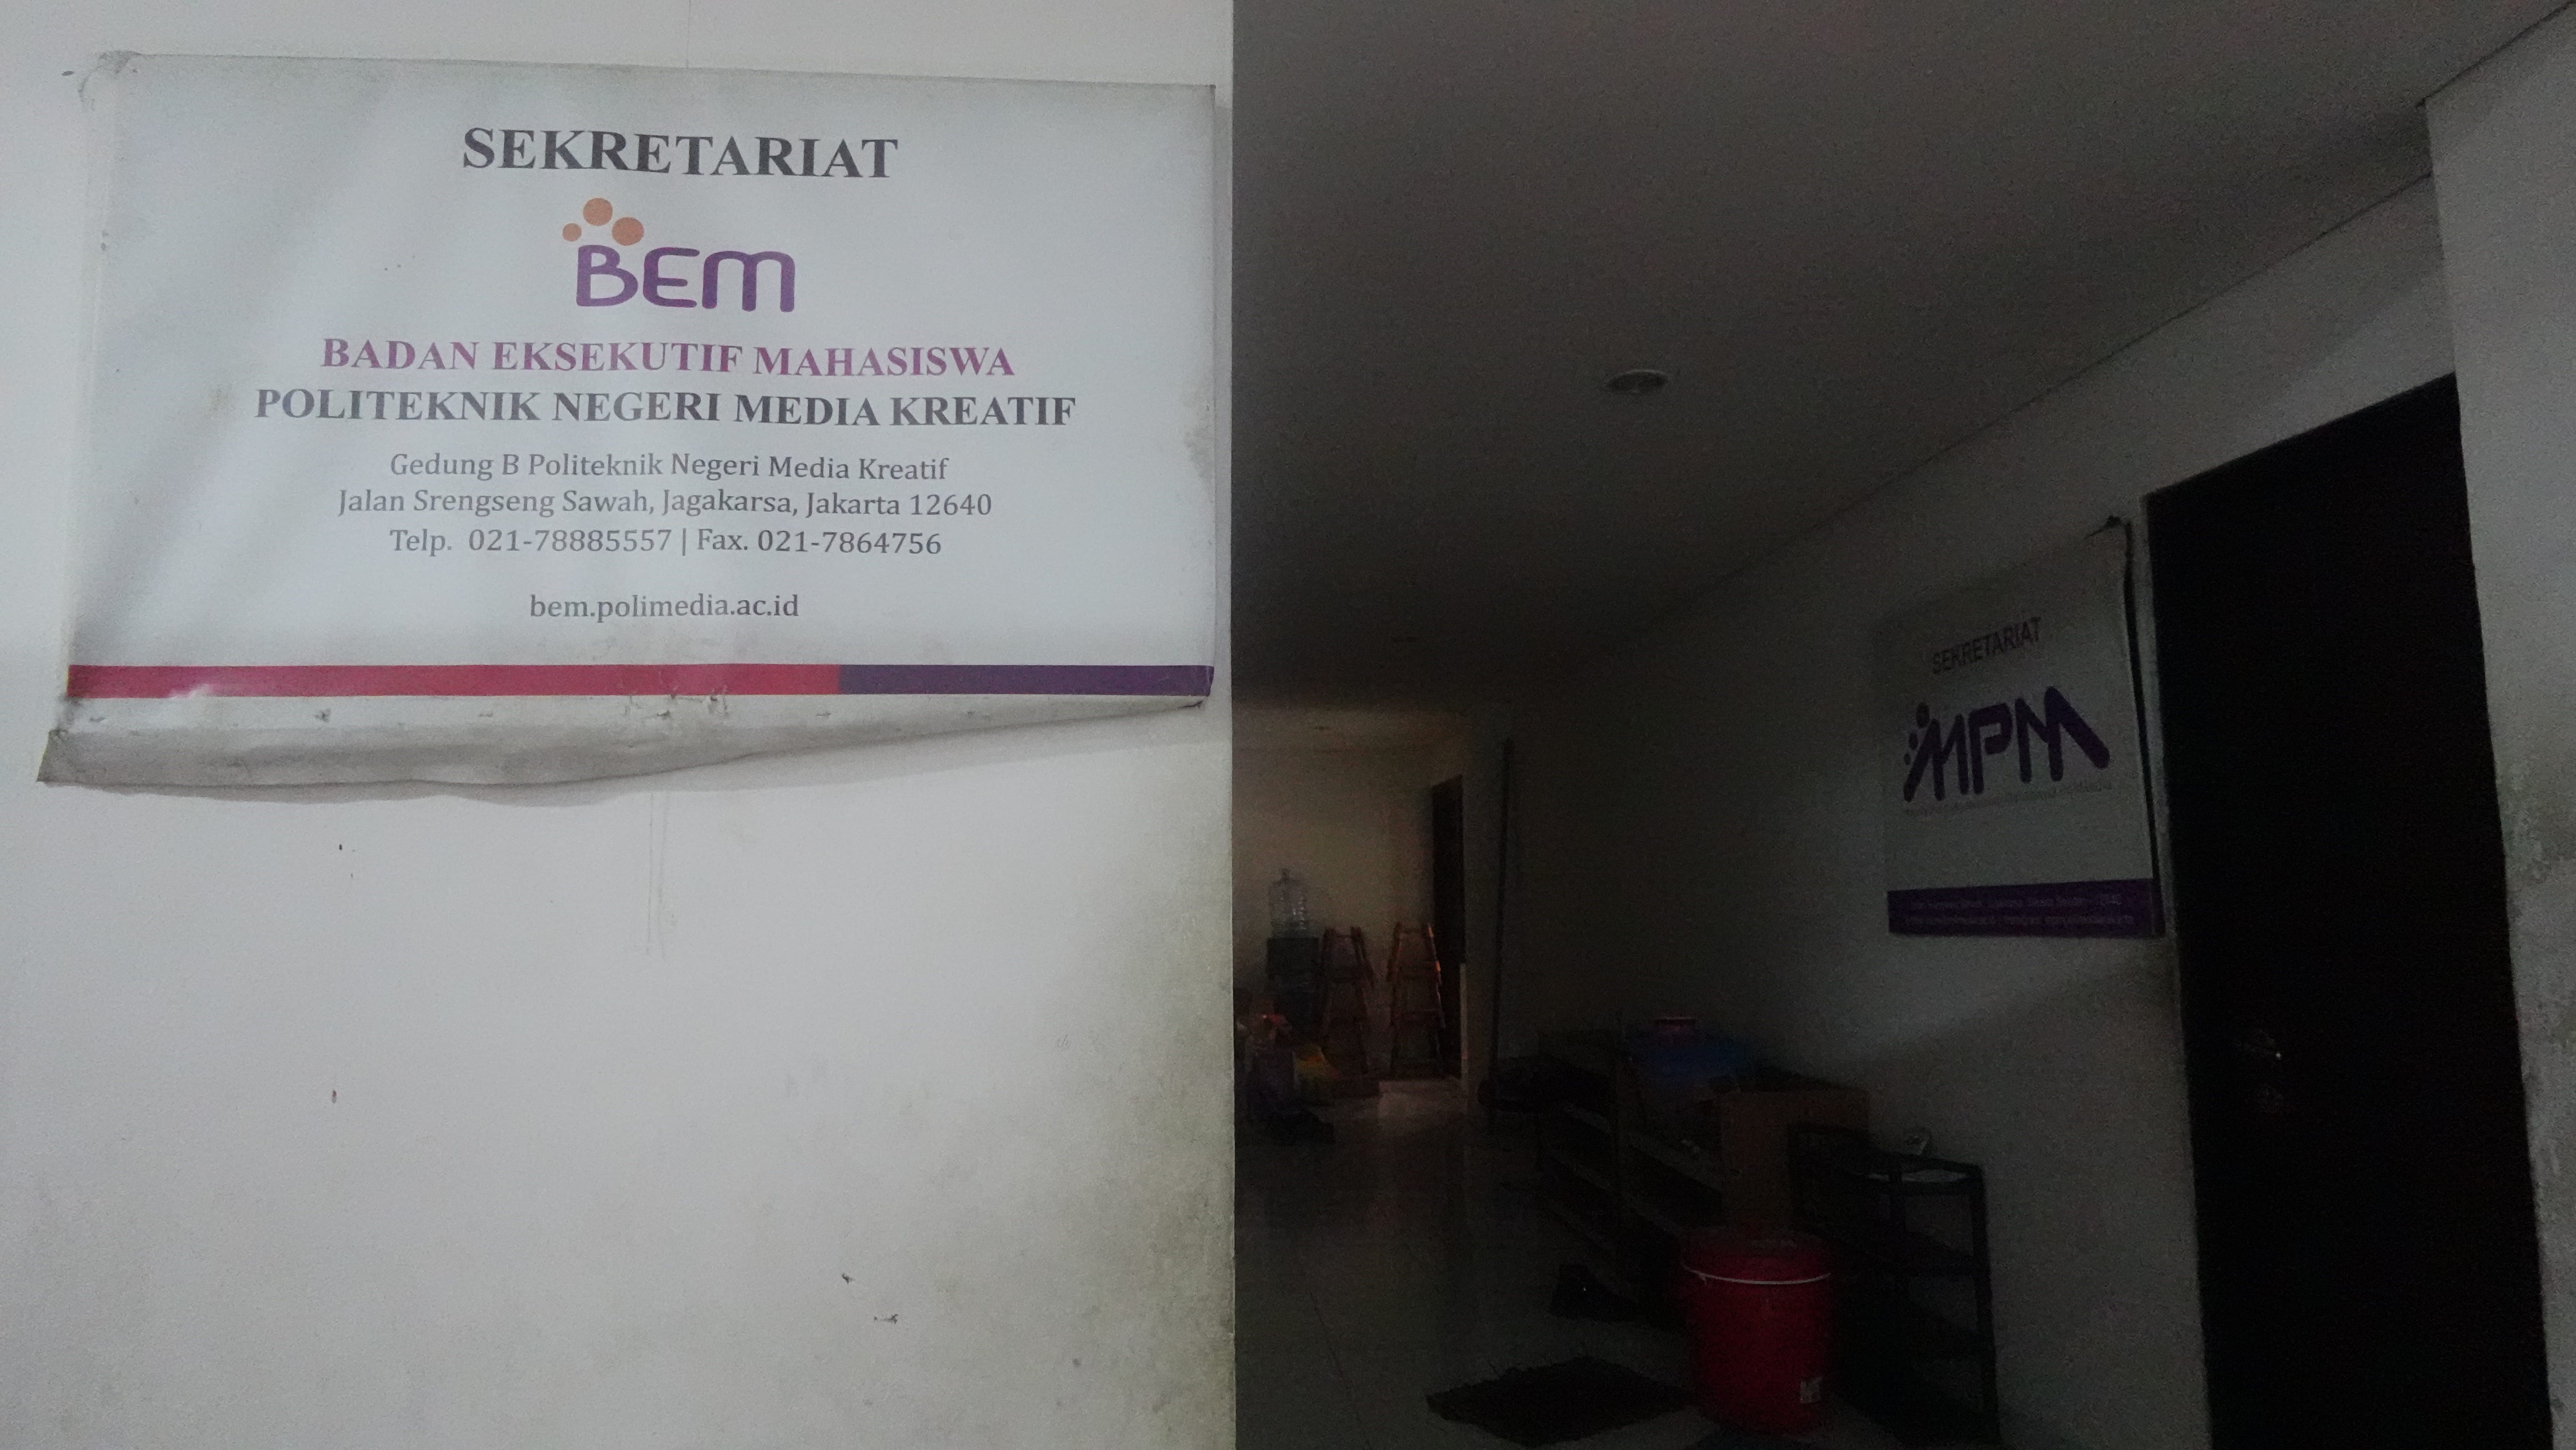 SEKRETARIAT
BEM
BADAN EKSEKUTIF MAHASISWA
POLITEKNIK NEGERI MEDIA KREATIF
Gedung B Politeknik Negeri Media Kreatif
Jalan Srengseng Sawah, Jagakarsa, Jakarta 12640
Telp. 021-78885557 | Fax. 021-7864756
bem.polimedia.ac.id
SEKRETARIAT
MPM